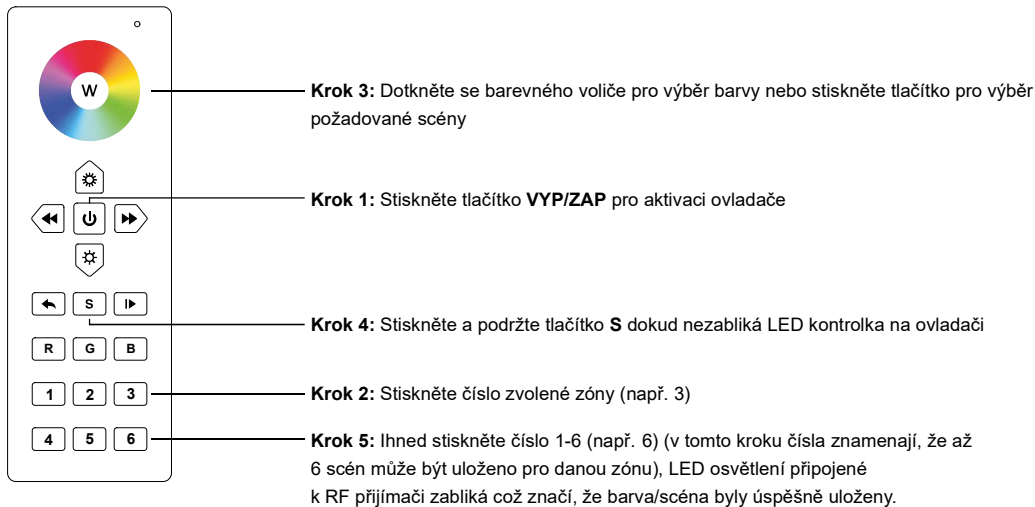 W
Krok 3: Dotkněte se barevného voliče pro výběr barvy nebo stiskněte tlačítko pro výběr
požadované scény
Krok 1: Stiskněte tlačítko VYP/ZAP pro aktivaci ovladače
S
Krok 4: Stiskněte a podržte tlačítko S dokud nezabliká LED kontrolka na ovladači
R G B
1 2 3
Krok 2: Stiskněte číslo zvolené zóny (např. 3)
4 5 6
Krok 5: Ihned stiskněte číslo 1-6 (např. 6) (v tomto kroku čísla znamenají, že až
6 scén může být uloženo pro danou zónu), LED osvětlení připojené
k RF přijímači zabliká což značí, že barva/scéna byly úspěšně uloženy.